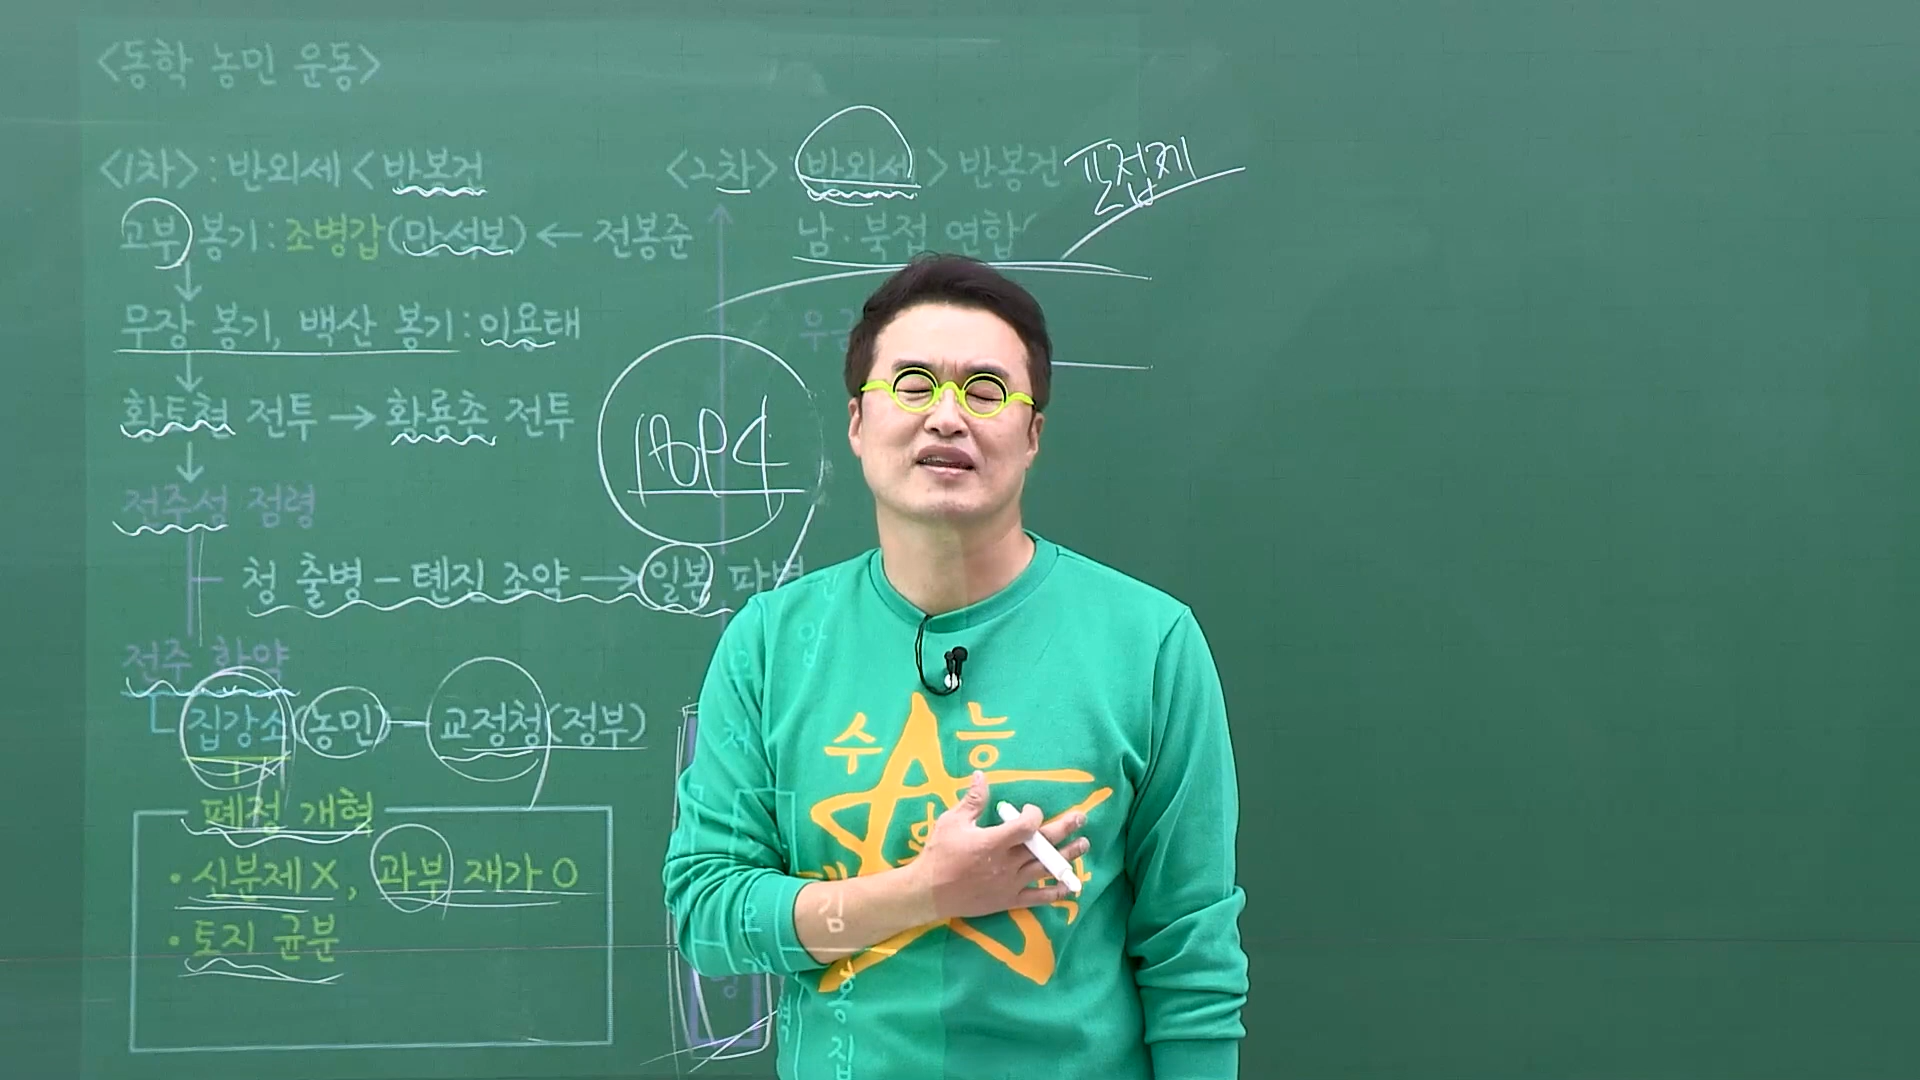 <동학 농민 운동>
<1차> : 반외세 < 반봉건
고부 봉기 : 조병갑(만석보) ← 전봉준
무장 봉기, 백산 봉기 : 이용태
황토현 전투 → 황룡촌 전투
전주성 점령
청 출병 – 톈진 조약 → 일본 파병
전주 화약
집강소(농민) – 교정청(정부)
폐정 개혁
• 신분제 X, 과부 재가 O
• 토지 균분
<2차> : 반외세 > 반봉건
남·북접 연합(
1894
수능